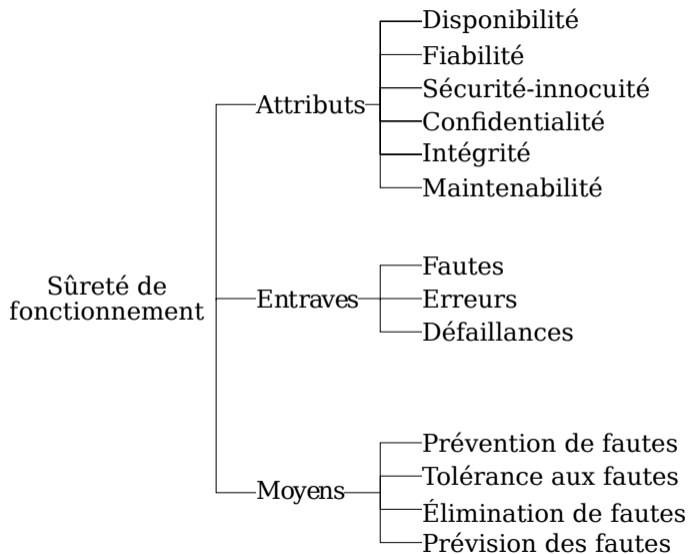 Disponibilité
Fiabilité
Sécurité-innocuité
Attributs
Confidentialité
Intégrité
Maintenabilité
Sûreté de
fonctionnement
Fautes
Entraves
Erreurs
Défaillances
Prévention de fautes
Tolérance aux fautes
Moyens
Élimination de fautes
Prévision des fautes